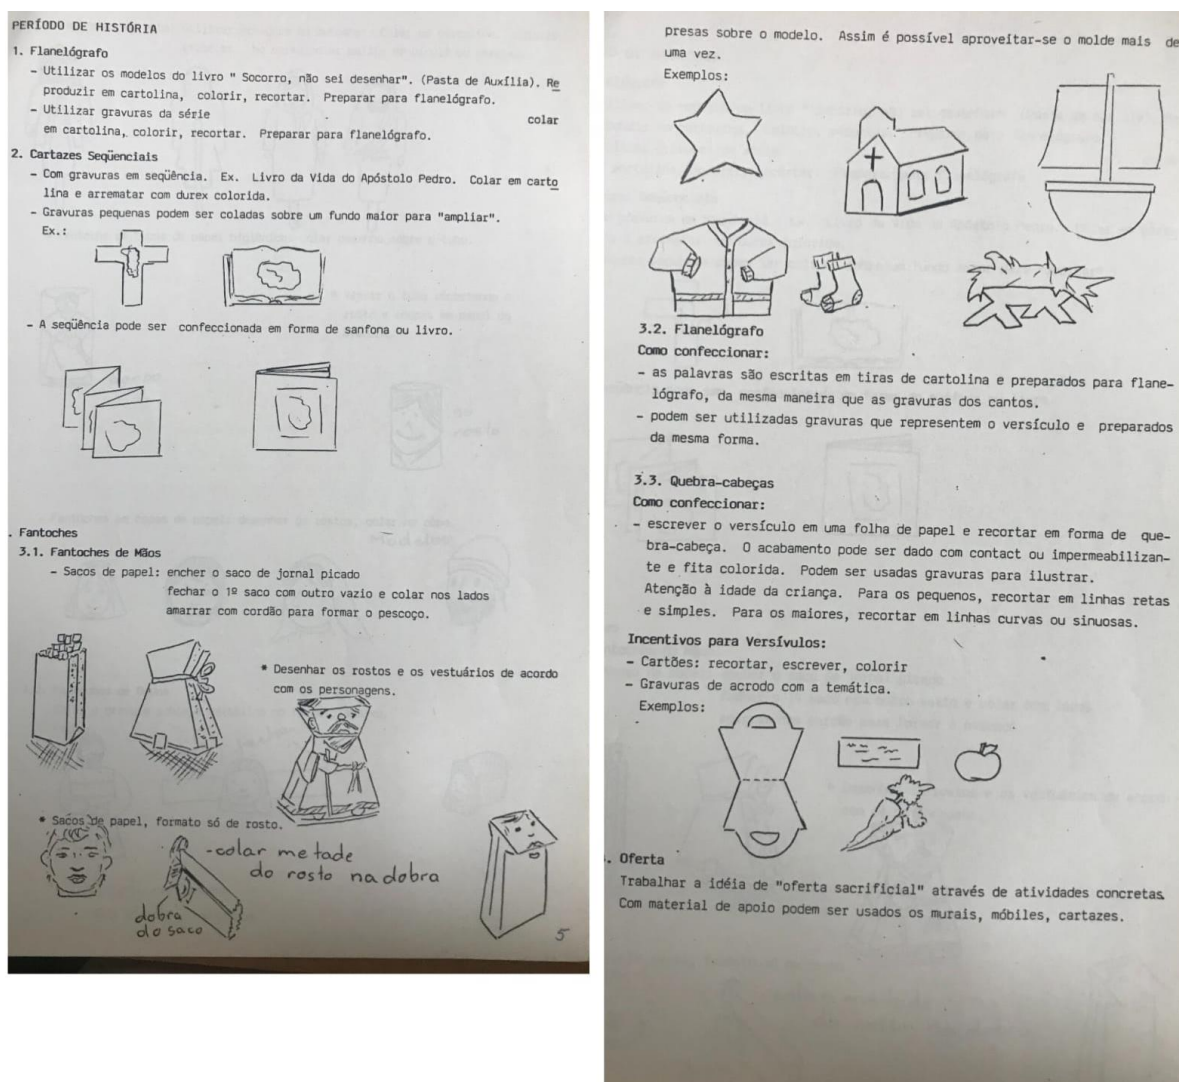 PERÍODO DE HISTÓRIA
1. Flanelógrafo
- Utilizar os modelos do livro " Socorro, não sei desenhar". (Pasta de Auxília). Re
produzir em cartolina, colorir, recortar. Preparar para flanelógrafo.
- Utilizar gravuras da série colar
em cartolina, colorir, recortar. Preparar para flanelógrafo.
2. Cartazes Seqüenciais
- Com gravuras em seqüência. Ex. Livro da Vida do Apóstolo Pedro. Colar em carto
lina e arrematar com durex colorida.
- Gravuras pequenas podem ser coladas sobre um fundo maior para "ampliar".
Ex.:
- A seqüência pode ser confeccionada em forma de sanfona ou livro.
. Fantoches
3.1. Fantoches de Mãos
- Sacos de papel: encher o saco de jornal picado
fechar o 1º saco com outro vazio e colar nos lados
amarrar com cordão para formar o pescoço.
* Desenhar os rostos e os vestuários de acordo
com os personagens.
* Sacos de papel, formato só de rosto.
-colar metade
do rosto na dobra
dobra
do saco
5
presas sobre o modelo. Assim é possível aproveitar-se o molde mais de
uma vez.
Exemplos:
3.2. Flanelógrafo
Como confeccionar:
- as palavras são escritas em tiras de cartolina e preparados para flane-
lógrafo, da mesma maneira que as gravuras dos cantos.
- podem ser utilizadas gravuras que representem o versículo e preparados
da mesma forma.
3.3. Quebra-cabeças
Como confeccionar:
- escrever o versículo em uma folha de papel e recortar em forma de que-
bra-cabeça. O acabamento pode ser dado com contact ou impermeabilizan-
te e fita colorida. Podem ser usadas gravuras para ilustrar.
Atenção à idade da criança. Para os pequenos, recortar em linhas retas
e simples. Para os maiores, recortar em linhas curvas ou sinuosas.
Incentivos para Versívulos:
- Cartões: recortar, escrever, colorir
- Gravuras de acrodo com a temática.
Exemplos:
. Oferta
Trabalhar a idéia de "oferta sacrificial" através de atividades concretas.
Com material de apoio podem ser usados os murais, móbiles, cartazes.